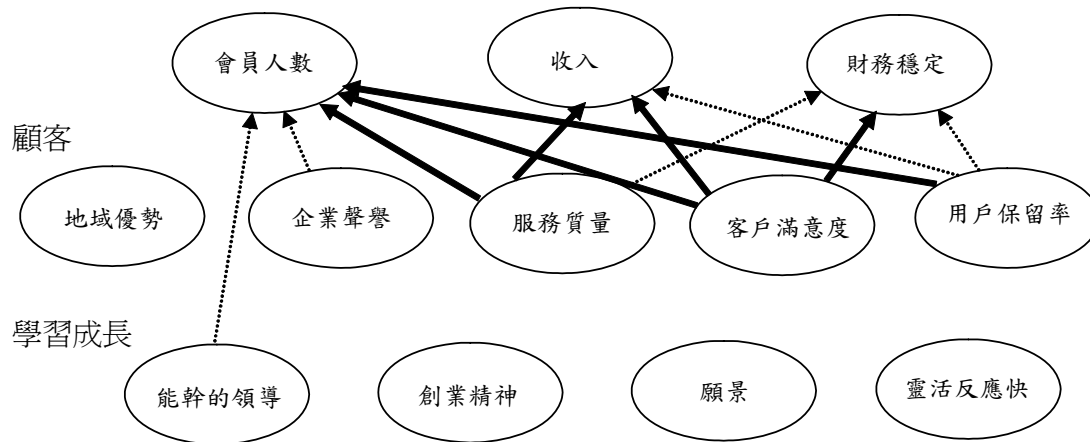 會員人數
收入
財務穩定
顧客
地域優勢
企業聲譽
服務質量
客戶滿意度
用戶保留率
學習成長
能幹的領導
創業精神
願景
靈活反應快